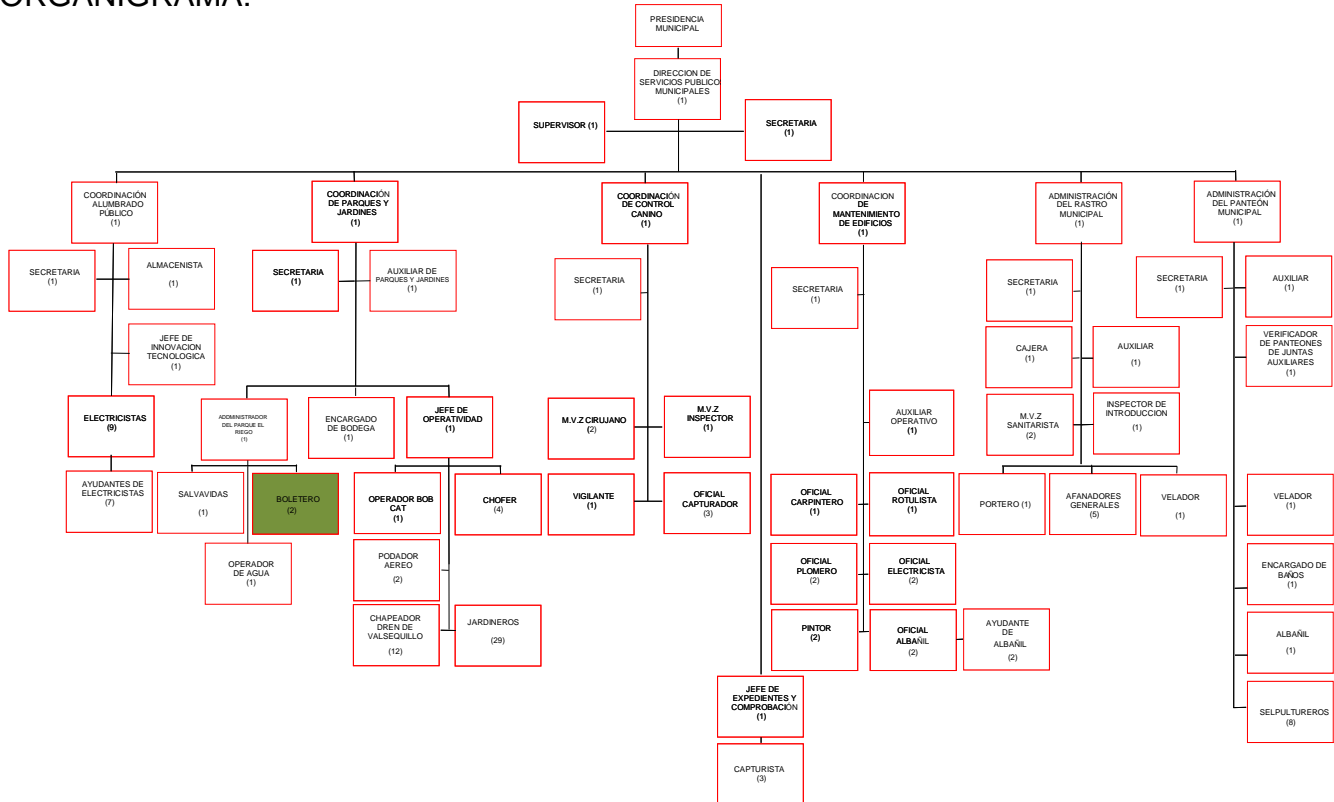 ORGANIGRAMA:
PRESIDENCIA
MUNICIPAL
DIRECCION DE
SERVICIOS PUBLICO
MUNICIPALES
(1)
SUPERVISOR (1)
SECRETARIA
(1)
COORDINACIÓN
ALUMBRADO
PÚBLICO
(1)
SECRETARIA
(1)
ALMACENISTA
(1)
JEFE DE
INNOVACION
TECNOLOGICA
(1)
ELECTRICISTAS
(9)
AYUDANTES DE
ELECTRICISTAS
(7)
COORDINACIÓN
DE PARQUES Y
JARDINES
(1)
SECRETARIA
(1)
AUXILIAR DE
PARQUES Y JARDINES
(1)
ADDMINISTRADOR
DEL PARQUE EL
RIEGO
(1)
SALVAVIDAS
(1)
BOLETERO
(2)
OPERADOR
DE AGUA
(1)
ENCARGADO
DE BODEGA
(1)
JEFE DE
OPERATIVIDAD
(1)
OPERADOR BOB
CAT
(1)
CHOFER
(4)
PODADOR
AEREO
(2)
CHAPEADOR
DREN DE
VALSEQUILLO
(12)
JARDINEROS
(29)
COORDINACIÓN
DE CONTROL
CANINO
(1)
SECRETARIA
(1)
M.V.Z CIRUJANO
(2)
M.V.Z
INSPECTOR
(1)
VIGILANTE
(1)
OFICIAL
CAPTURADOR
(3)
JEFE DE
EXPEDIENTES Y
COMPROBACIÓN
(1)
CAPTURISTA
(3)
COORDINACION
DE
MANTENIMIENTO
DE EDIFICIOS
(1)
SECRETARIA
(1)
AUXILIAR
OPERATIVO
(1)
OFICIAL
CARPINTERO
(1)
OFICIAL
ROTULISTA
(1)
OFICIAL
PLOMERO
(2)
OFICIAL
ELECTRICISTA
(2)
PINTOR
(2)
OFICIAL
ALBAÑIL
(2)
AYUDANTE
DE
ALBAÑIL
(2)
ADMINISTRACIÓN
DEL RASTRO
MUNICIPAL
(1)
SECRETARIA
(1)
CAJERA
(1)
AUXILIAR
(1)
M.V.Z
SANITARISTA
(2)
INSPECTOR DE
INTRODUCCION
(1)
PORTERO (1)
AFANADORES
GENERALES
(5)
VELADOR
(1)
ADMINISTRACIÓN
DEL PANTEÓN
MUNICIPAL
(1)
SECRETARIA
(1)
AUXILIAR
(1)
VERIFICADOR
DE PANTEONES
DE JUNTAS
AUXILIARES
(1)
VELADOR
(1)
ENCARGADO DE
BAÑOS
(1)
ALBAÑIL
(1)
SELPULTUREROS
(8)